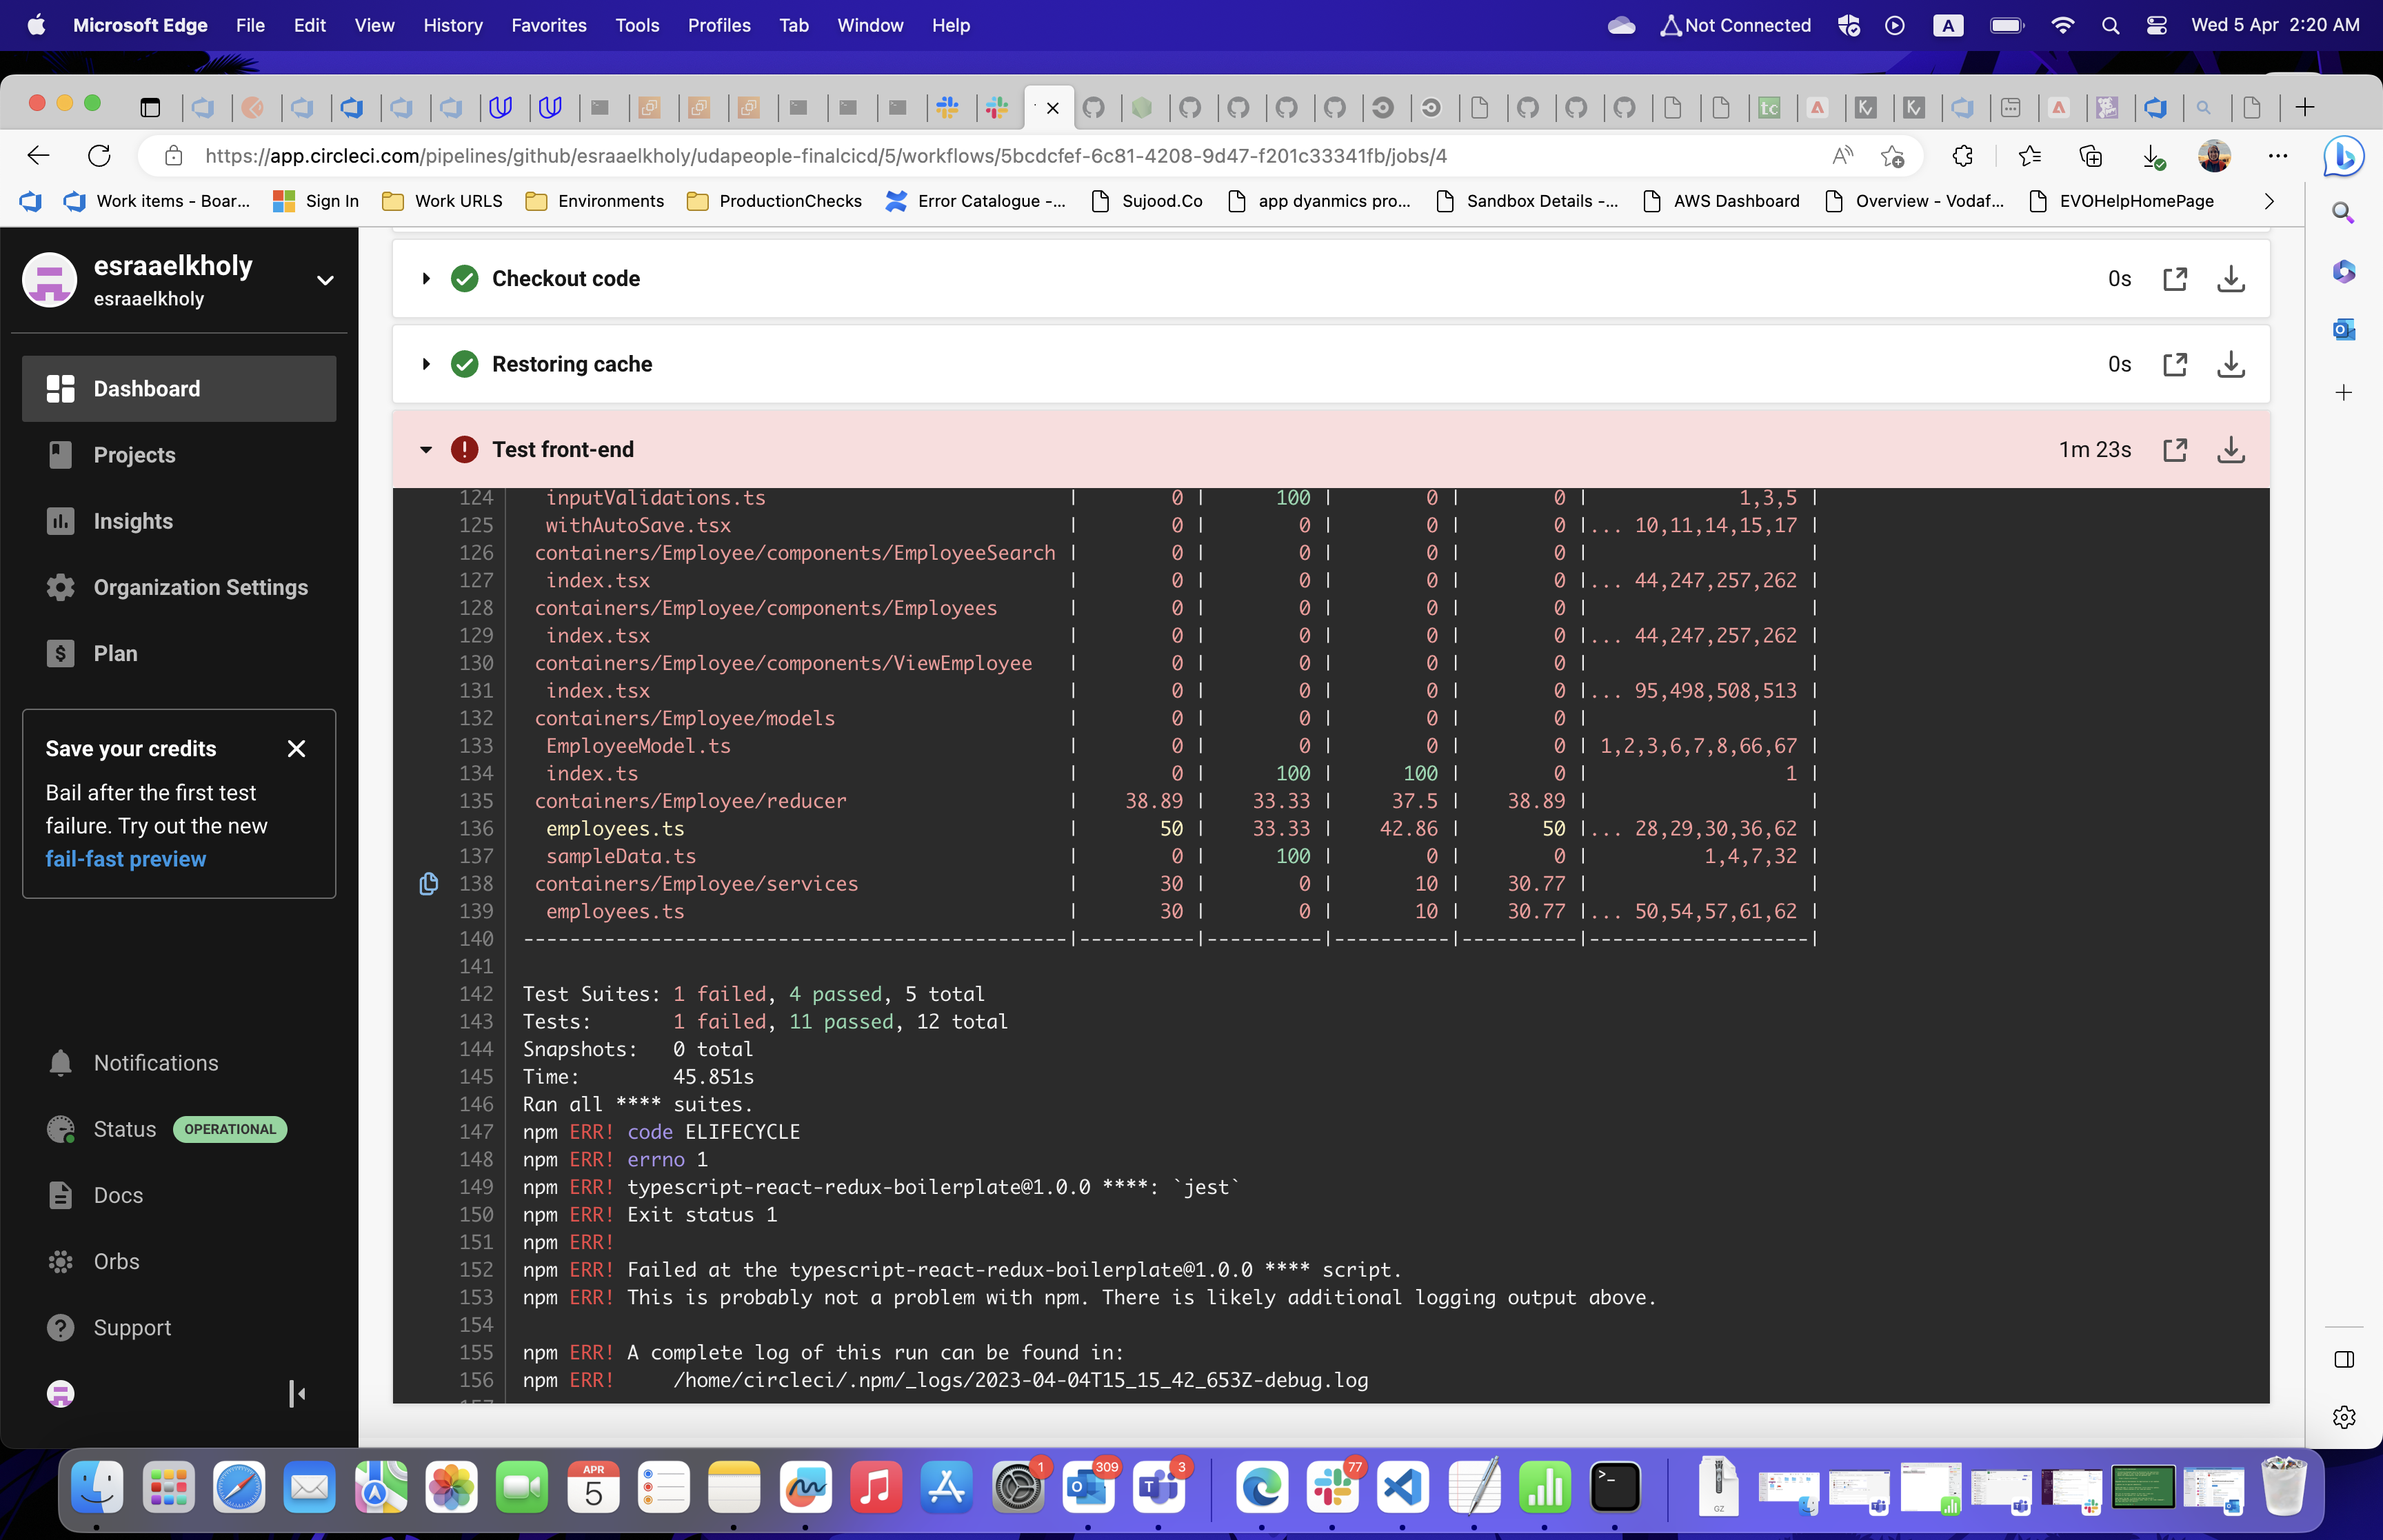 Microsoft Edge File Edit View History Favorites Tools Profiles Tab Window Help Not Connected A Wed 5 Apr 2:20 AM
https://app.circleci.com/pipelines/github/esraaelkholy/udapeople-finalcicd/5/workflows/5bcdcfef-6c81-4208-9d47-f201c33341fb/jobs/4
Work items - Boar... Sign In Work URLS Environments ProductionChecks Error Catalogue -... Sujood.Co app dyanmics pro... Sandbox Details -... AWS Dashboard Overview - Vodaf... EVOHelpHomePage
esraaelkholy
esraaelkholy
Dashboard
Projects
Insights
Organization Settings
Plan
Save your credits
Bail after the first test
failure. Try out the new
fail-fast preview
Notifications
Status OPERATIONAL
Docs
Orbs
Support
Checkout code 0s
Restoring cache 0s
Test front-end 1m 23s
124 inputValidations.ts | 0 | 100 | 0 | 0 | 1,3,5 |
125 withAutoSave.tsx | 0 | 0 | 0 | 0 |... 10,11,14,15,17 |
126 containers/Employee/components/EmployeeSearch | 0 | 0 | 0 | 0 | |
127 index.tsx | 0 | 0 | 0 | 0 |... 44,247,257,262 |
128 containers/Employee/components/Employees | 0 | 0 | 0 | 0 | |
129 index.tsx | 0 | 0 | 0 | 0 |... 44,247,257,262 |
130 containers/Employee/components/ViewEmployee | 0 | 0 | 0 | 0 | |
131 index.tsx | 0 | 0 | 0 | 0 |... 95,498,508,513 |
132 containers/Employee/models | 0 | 0 | 0 | 0 | |
133 EmployeeModel.ts | 0 | 0 | 0 | 0 | 1,2,3,6,7,8,66,67 |
134 index.ts | 0 | 100 | 100 | 0 | 1 |
135 containers/Employee/reducer | 38.89 | 33.33 | 37.5 | 38.89 | |
136 employees.ts | 50 | 33.33 | 42.86 | 50 |... 28,29,30,36,62 |
137 sampleData.ts | 0 | 100 | 0 | 0 | 1,4,7,32 |
138 containers/Employee/services | 30 | 0 | 10 | 30.77 | |
139 employees.ts | 30 | 0 | 10 | 30.77 |... 50,54,57,61,62 |
140 -----------------------------------------------|----------|----------|----------|----------|-------------------|
141
142 Test Suites: 1 failed, 4 passed, 5 total
143 Tests: 1 failed, 11 passed, 12 total
144 Snapshots: 0 total
145 Time: 45.851s
146 Ran all **** suites.
147 npm ERR! code ELIFECYCLE
148 npm ERR! errno 1
149 npm ERR! typescript-react-redux-boilerplate@1.0.0 ****: `jest`
150 npm ERR! Exit status 1
151 npm ERR!
152 npm ERR! Failed at the typescript-react-redux-boilerplate@1.0.0 **** script.
153 npm ERR! This is probably not a problem with npm. There is likely additional logging output above.
154
155 npm ERR! A complete log of this run can be found in:
156 npm ERR! /home/circleci/.npm/_logs/2023-04-04T15_15_42_653Z-debug.log
APR
5
1
309
3
77
GZ